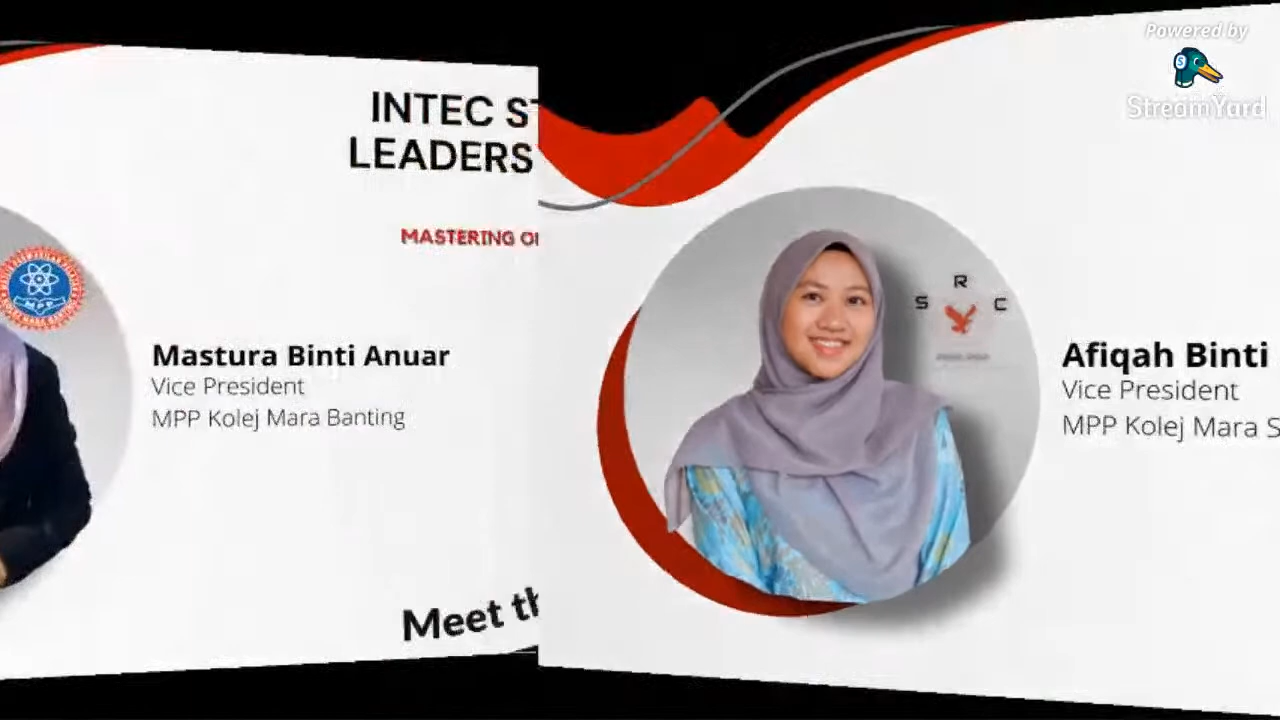 INTEC S
LEADERS
MASTERING
MPP
Mastura Binti Anuar
Vice President
MPP Kolej Mara Banting
Meet th
Powered by
StreamYard
S R C
Afiqah Binti
Vice President
MPP Kolej Mara S